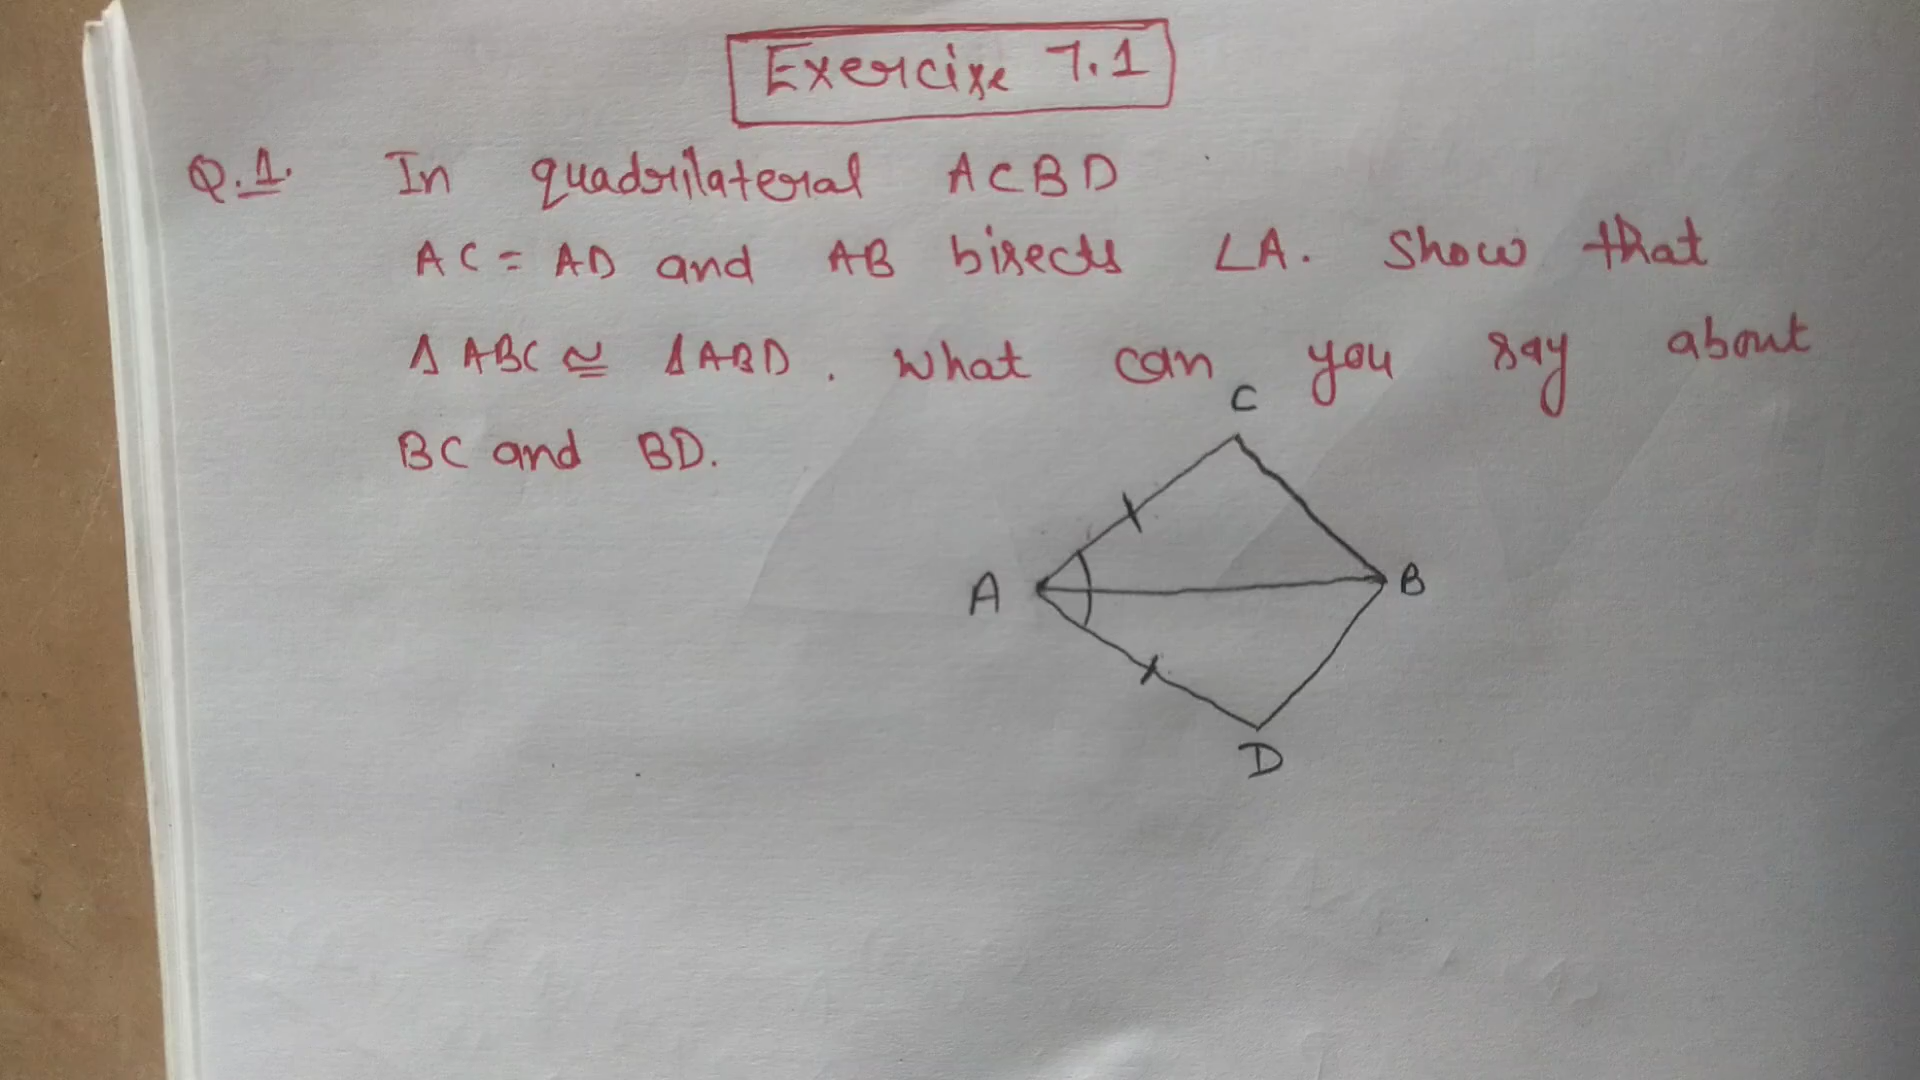 Exercise 7.1
Q.1. In quadrilateral ACBD
AC = AD and AB bisects ∠A. Show that
Δ ABC ≅ ΔABD. What can you say about
BC and BD.
C
A
B
D